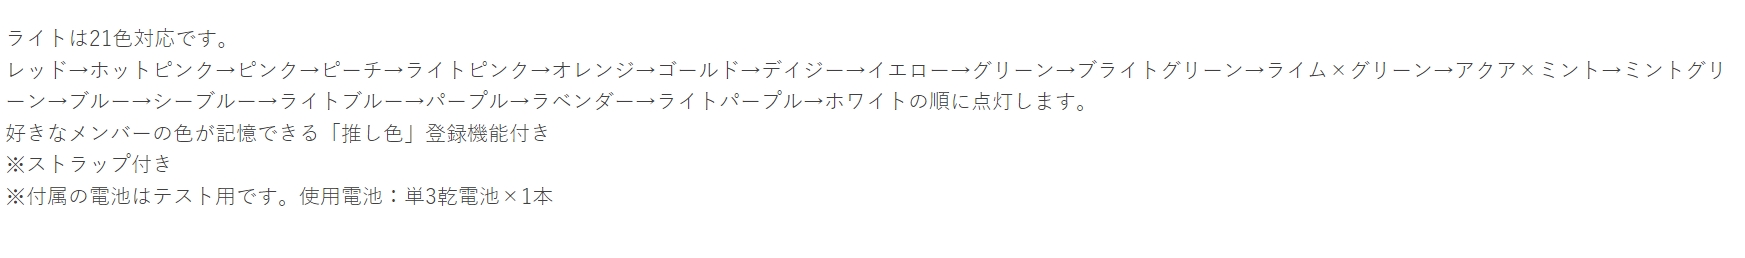 ライトは21色対応です。
レッド→ホットピンク→ピンク→ピーチ→ライトピンク→オレンジ→ゴールド→デイジー→イエロー→グリーン→ブライトグリーン→ライム×グリーン→アクア×ミント→ミントグリ
ーン→ブルー→シーブルー→ライトブルー→パープル→ラベンダー→ライトパープル→ホワイトの順に点灯します。
好きなメンバーの色が記憶できる「推し色」登録機能付き
※ストラップ付き
※付属の電池はテスト用です。使用電池：単3乾電池×1本